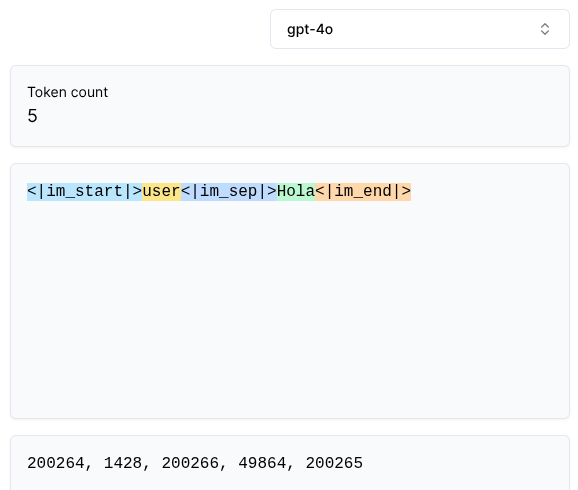 gpt-4o
Token count
5
<|im_start|>user<|im_sep|>Hola<|im_end|>
200264, 1428, 200266, 49864, 200265